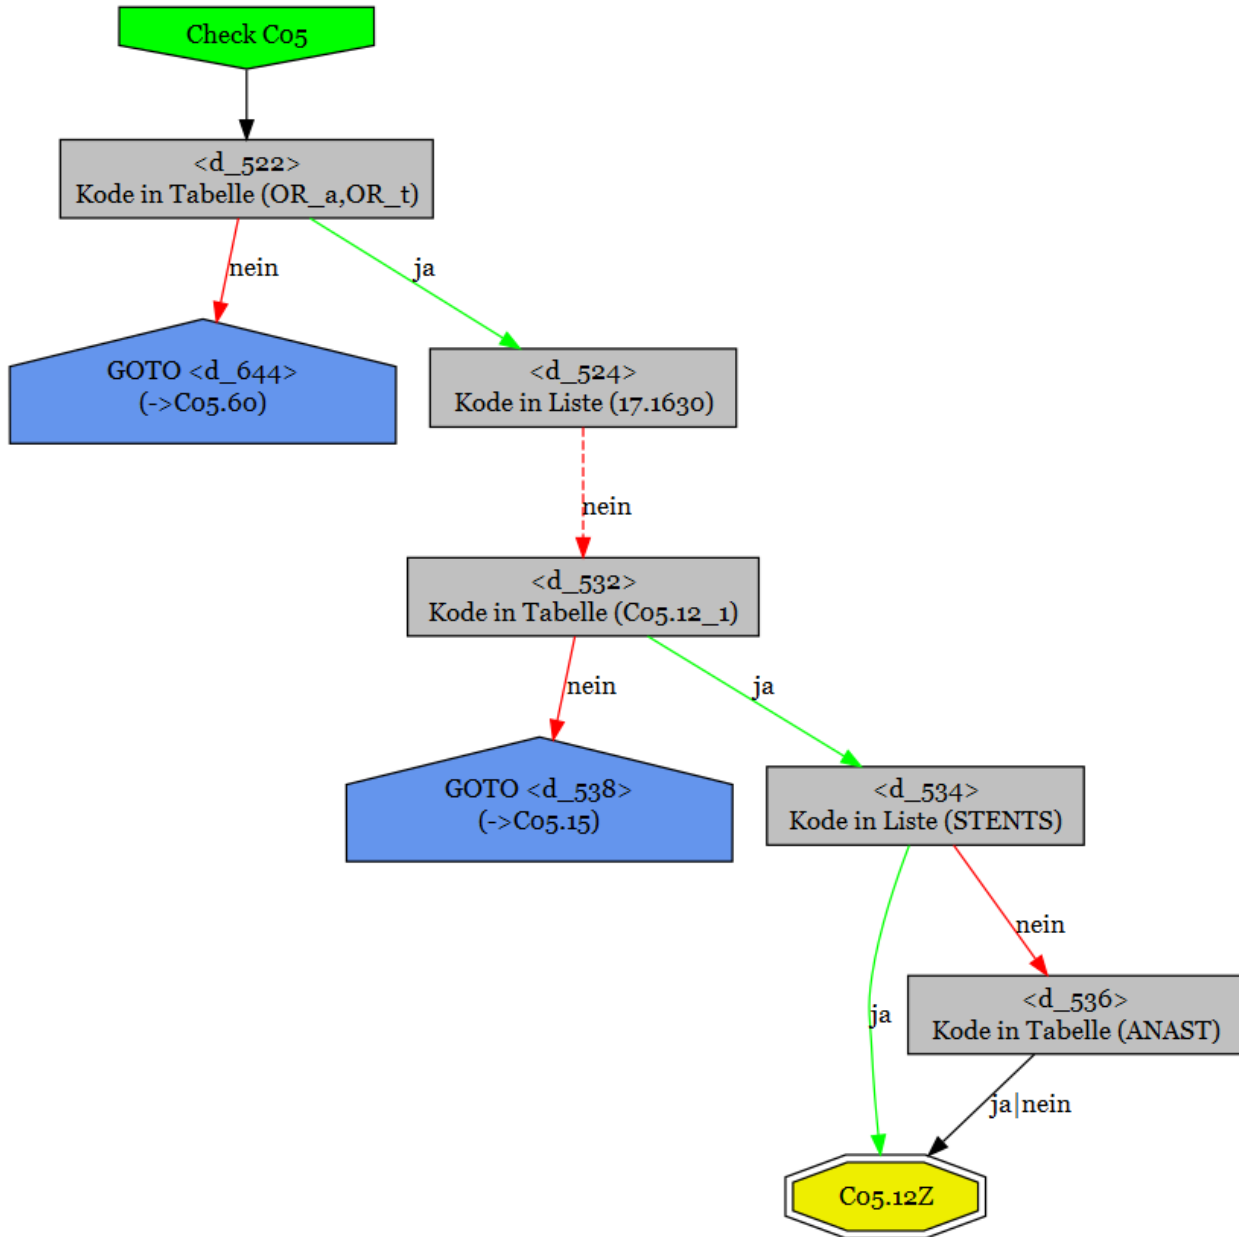 Check C05
<d_522>
Kode in Tabelle (OR_a,OR_t)
nein
ja
GOTO <d_644>
(->C05.60)
<d_524>
Kode in Liste (17.1630)
nein
<d_532>
Kode in Tabelle (C05.12_1)
nein
ja
GOTO <d_538>
(->C05.15)
<d_534>
Kode in Liste (STENTS)
nein
ja
<d_536>
Kode in Tabelle (ANAST)
ja|nein
C05.12Z